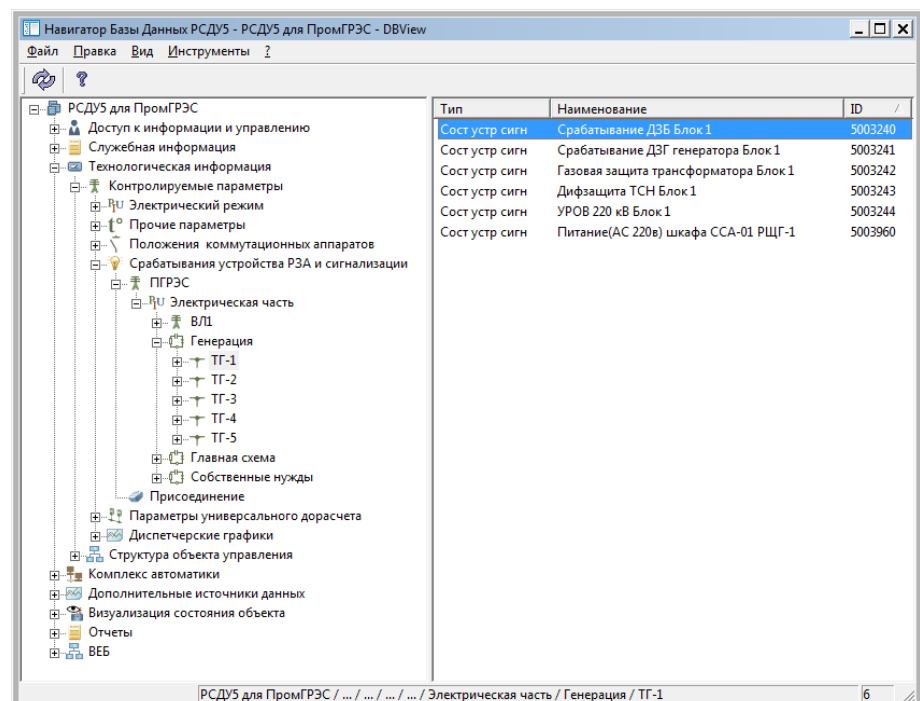 Навигатор Базы Данных РСДУ5 - РСДУ5 для ПромГРЭС - DBView
Файл Правка Вид Инструменты ?
РСДУ5 для ПромГРЭС
Доступ к информации и управлению
Служебная информация
Технологическая информация
Контролируемые параметры
Электрический режим
Прочие параметры
Положения коммутационных аппаратов
Срабатывания устройства РЗА и сигнализации
ПГРЭС
Электрическая часть
ВЛ1
Генерация
ТГ-1
ТГ-2
ТГ-3
ТГ-4
ТГ-5
Главная схема
Собственные нужды
Присоединение
Параметры универсального дорасчета
Диспетчерские графики
Структура объекта управления
Комплекс автоматики
Дополнительные источники данных
Визуализация состояния объекта
Отчеты
ВЕБ
Тип Наименование ID
Сост устр сигн Срабатывание ДЗБ Блок 1 5003240
Сост устр сигн Срабатывание ДЗГ генератора Блок 1 5003241
Сост устр сигн Газовая защита трансформатора Блок 1 5003242
Сост устр сигн Дифзащита ТСН Блок 1 5003243
Сост устр сигн УРОВ 220 кВ Блок 1 5003244
Сост устр сигн Питание(АС 220в) шкафа ССА-01 РЩГ-1 5003960
РСДУ5 для ПромГРЭС / ... / ... / ... / ... / Электрическая часть / Генерация / ТГ-1 6